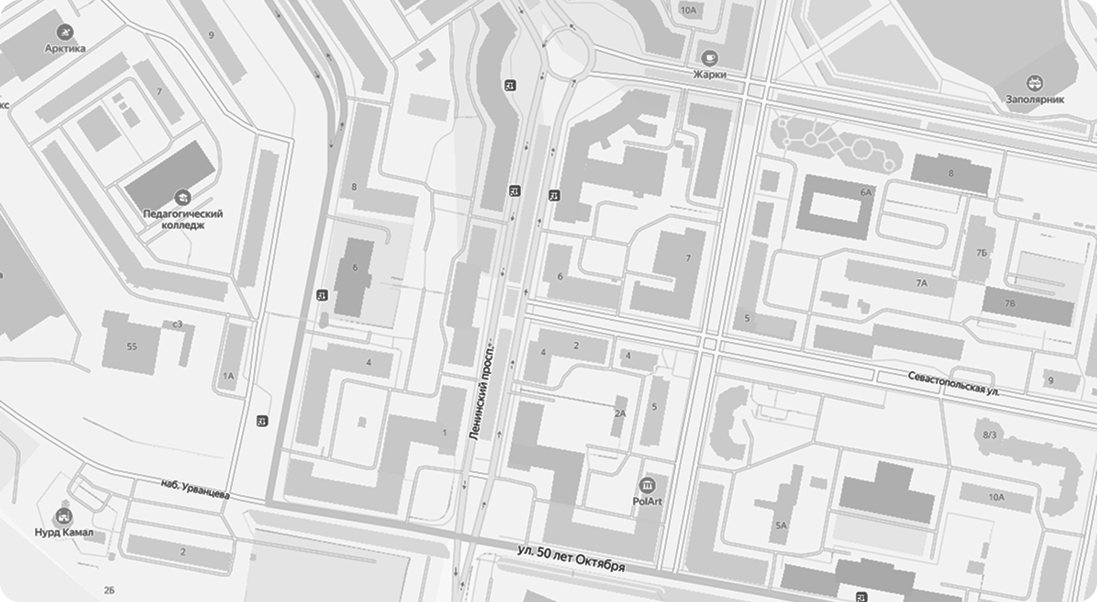 10А
9
Арктика
Жарки
Заполярник
кс
7
8
6А
8
Педагогический
колледж
7Б
6
6
7
7А
7В
с3
5
55
4
4
2
4
1А
Севастопольская ул.
9
Ленинский просп.
2А
5
1
8/3
наб. Урванцева
PolArt
10А
Нурд Камал
5А
2
ул. 50 лет Октября
2Б